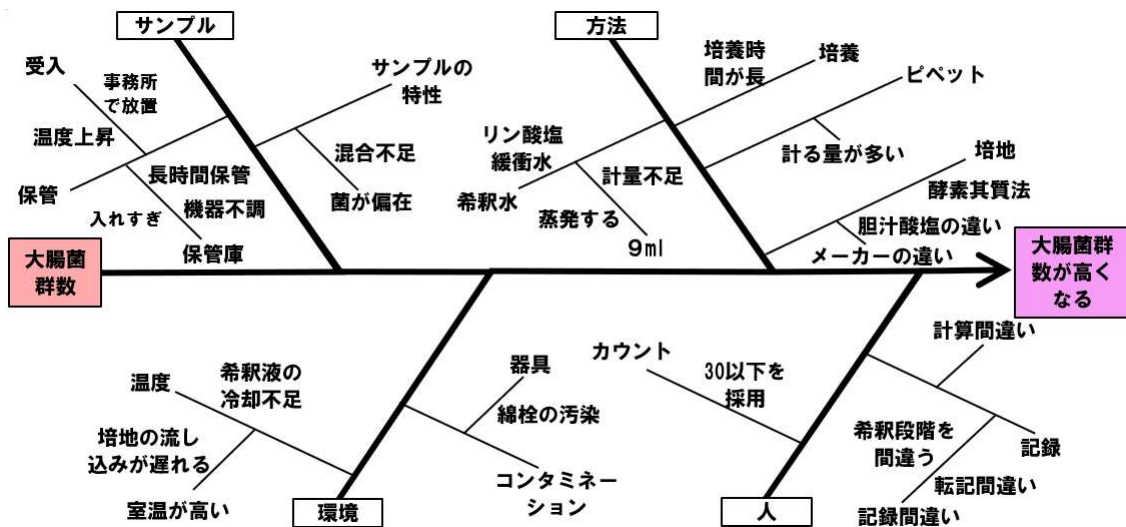 サンプル
受入
事務所
で放置
温度上昇
保管
長時間保管
入れすぎ
機器不調
保管庫
サンプルの
特性
混合不足
菌が偏在
方法
培養時
間が長
培養
ピペット
計る量が多い
リン酸塩
緩衝水
希釈水
計量不足
蒸発する
9ml
培地
酵素其質法
胆汁酸塩の違い
メーカーの違い
大腸菌
群数
大腸菌群
数が高く
なる
温度
希釈液の
冷却不足
培地の流し
込みが遅れる
室温が高い
環境
器具
綿栓の汚染
コンタミネー
ション
カウント
30以下を
採用
人
計算間違い
記録
希釈段階を
間違う
転記間違い
記録間違い